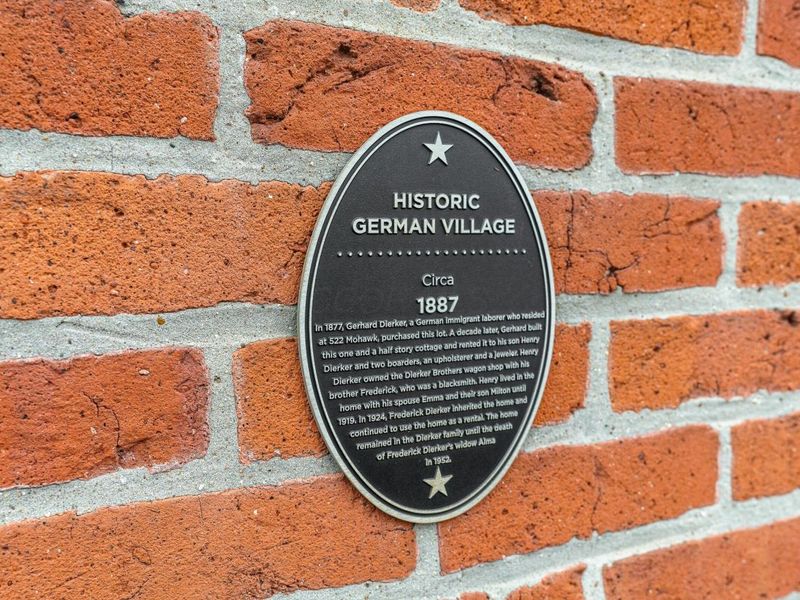 HISTORIC
GERMAN VILLAGE
Circa
1887
In 1877, Gerhard Dierker, a German immigrant laborer who resided
at 522 Mohawk, purchased this lot. A decade later, Gerhard built
this one and a half story cottage and rented it to his son Henry
Dierker and two boarders, an upholsterer and a jeweler. Henry
Dierker owned the Dierker Brothers wagon shop with his
brother Frederick, who was a blacksmith. Henry lived in the
home with his spouse Emma and their son Milton until
1919. In 1924, Frederick Dierker inherited the home and
continued to use the home as a rental. The home
remained in the Dierker family until the death
of Frederick Dierker's widow Alma
in 1952.